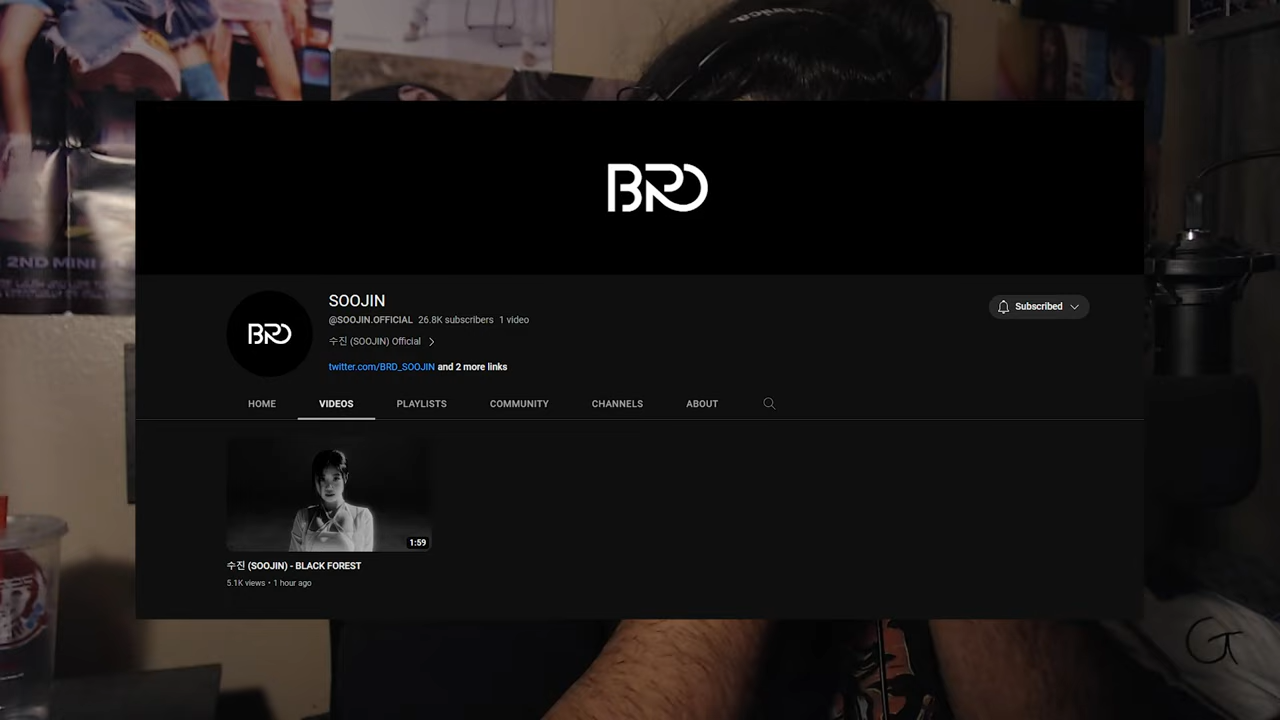 2ND MINI
BRD
SOOJIN
@SOOJIN.OFFICIAL 26.8K subscribers 1 video
수진 (SOOJIN) Official
twitter.com/BRD_SOOJIN and 2 more links
Subscribed
BRD
HOME VIDEOS PLAYLISTS COMMUNITY CHANNELS ABOUT
1:59
수진 (SOOJIN) - BLACK FOREST
5.1K views • 1 hour ago
GT